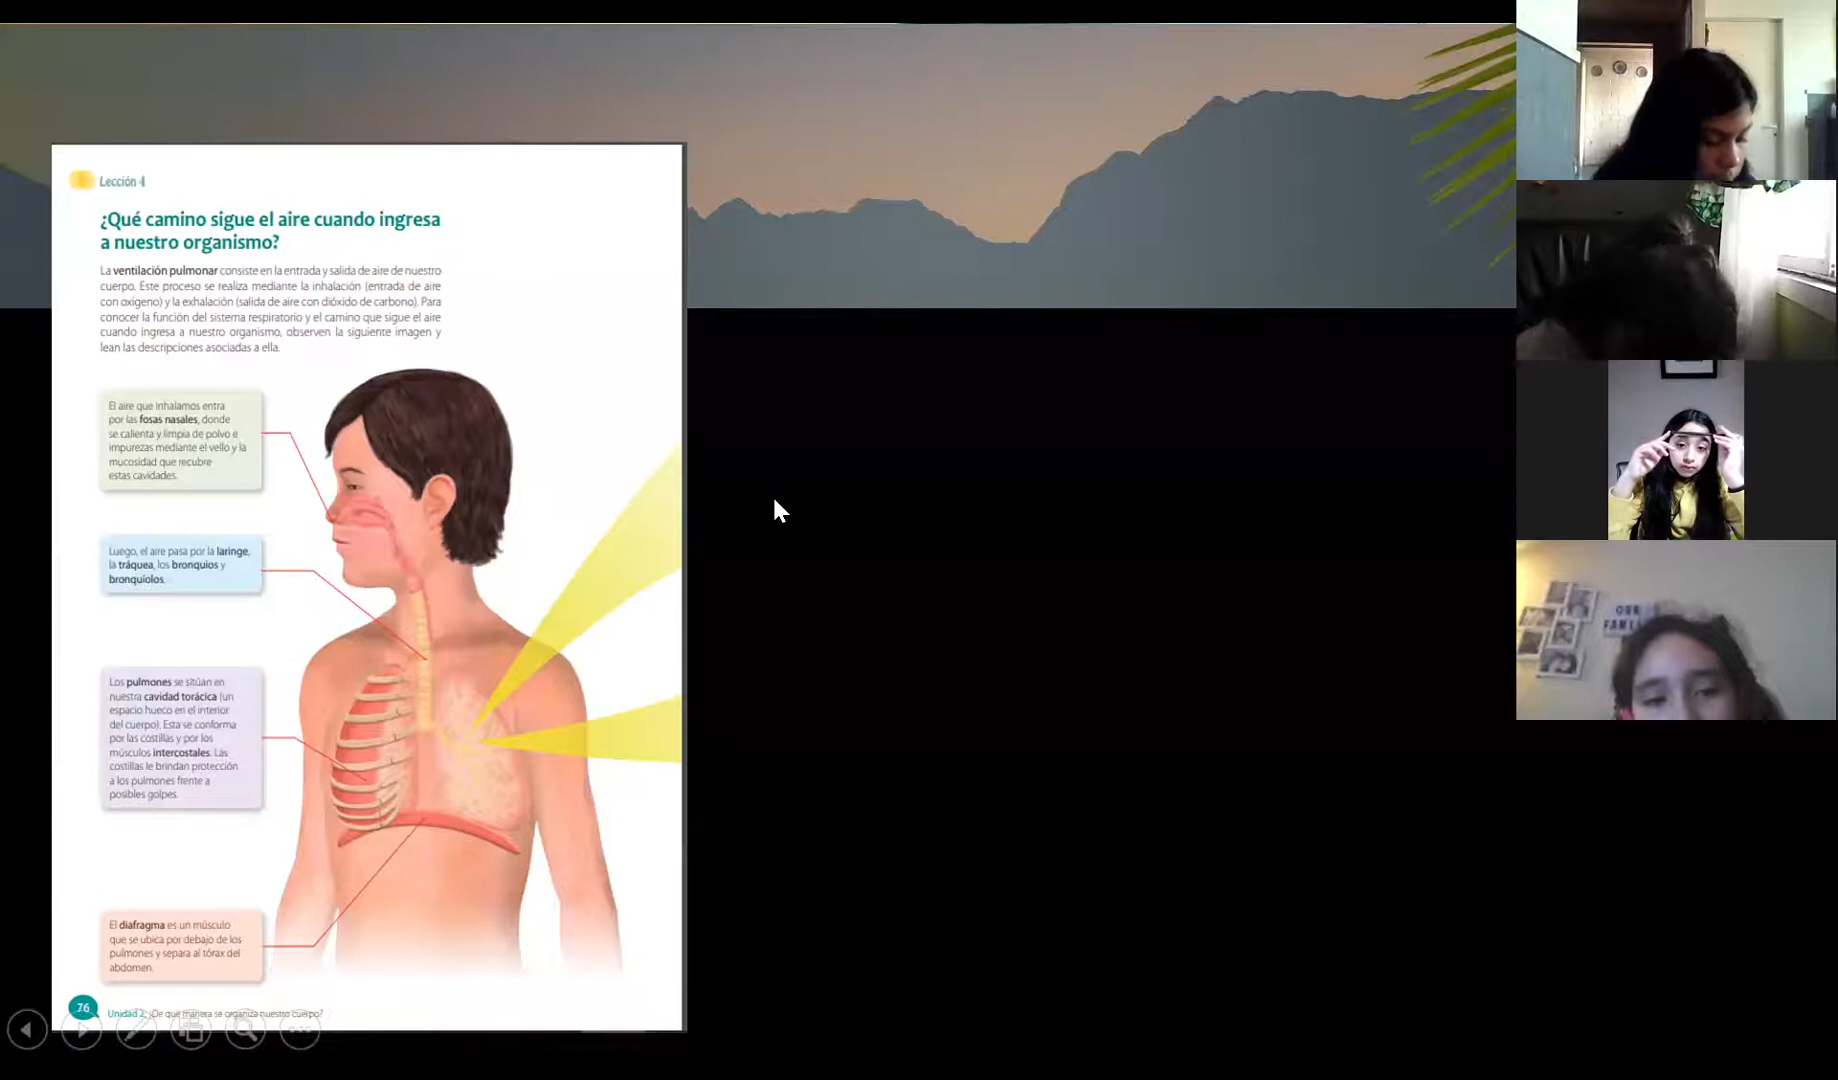 Lección 4
¿Qué camino sigue el aire cuando ingresa
a nuestro organismo?
La ventilación pulmonar consiste en la entrada y salida de aire de nuestro
cuerpo. Este proceso se realiza mediante la inhalación (entrada de aire
con oxígeno) y la exhalación (salida de aire con dióxido de carbono). Para
conocer la función del sistema respiratorio y el camino que sigue el aire
cuando ingresa a nuestro organismo, observen la siguiente imagen y
lean las descripciones asociadas a ella.
El aire que inhalamos entra
por las fosas nasales, donde
se calienta y limpia de polvo e
impurezas mediante el vello y la
mucosidad que recubre
estas cavidades.
Luego, el aire pasa por la laringe,
la tráquea, los bronquios y
bronquiolos.
Los pulmones se sitúan en
nuestra cavidad torácica (un
espacio hueco en el interior
del cuerpo). Esta se conforma
por las costillas y por los
músculos intercostales. Las
costillas le brindan protección
a los pulmones frente a
posibles golpes.
El diafragma es un músculo
que se ubica por debajo de los
pulmones y separa al tórax del
abdomen.
76
Unidad 2: ¿De qué manera se organiza nuestro cuerpo?
OUR